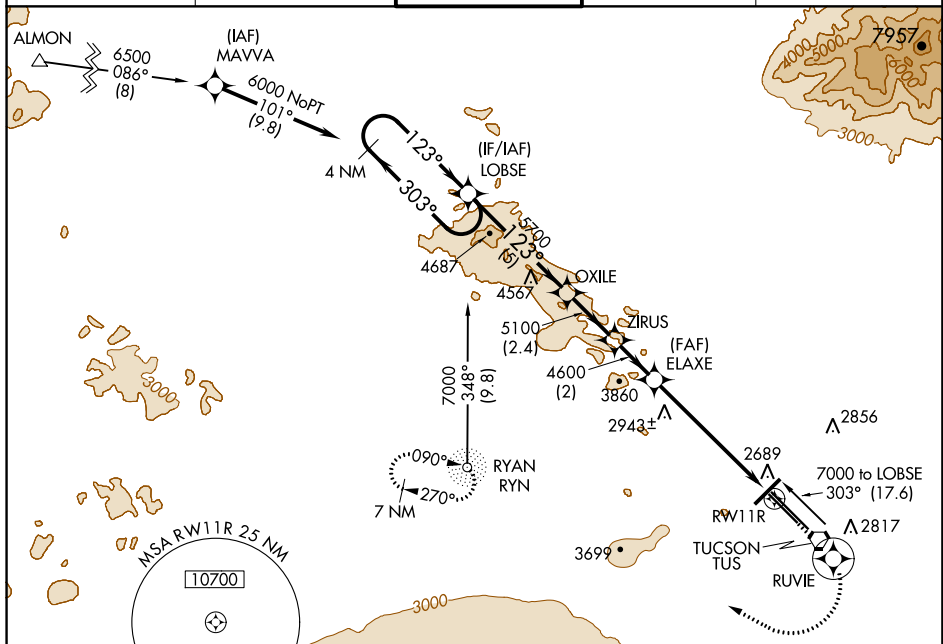 ALMON
6500
086°
(8)
(IAF)
MAVVA
6000 NoPT
101°
(9.8)
4 NM
123°
303°
(IF/IAF)
LOBSE
7957
4000
5000
3000
4687
5700
123°
(5)
4567
OXILE
5100
(2.4)
ZIRUS
(FAF)
ELAXE
4600
(2)
3860
2943±
3000
7000
348°
(9.8)
2856
090°
270°
7 NM
RYAN
RYN
2689
7000 to LOBSE
303° (17.6)
RW11R
2817
TUCSON
TUS
RUVIE
3699
MSA RW11R 25 NM
10700
3000